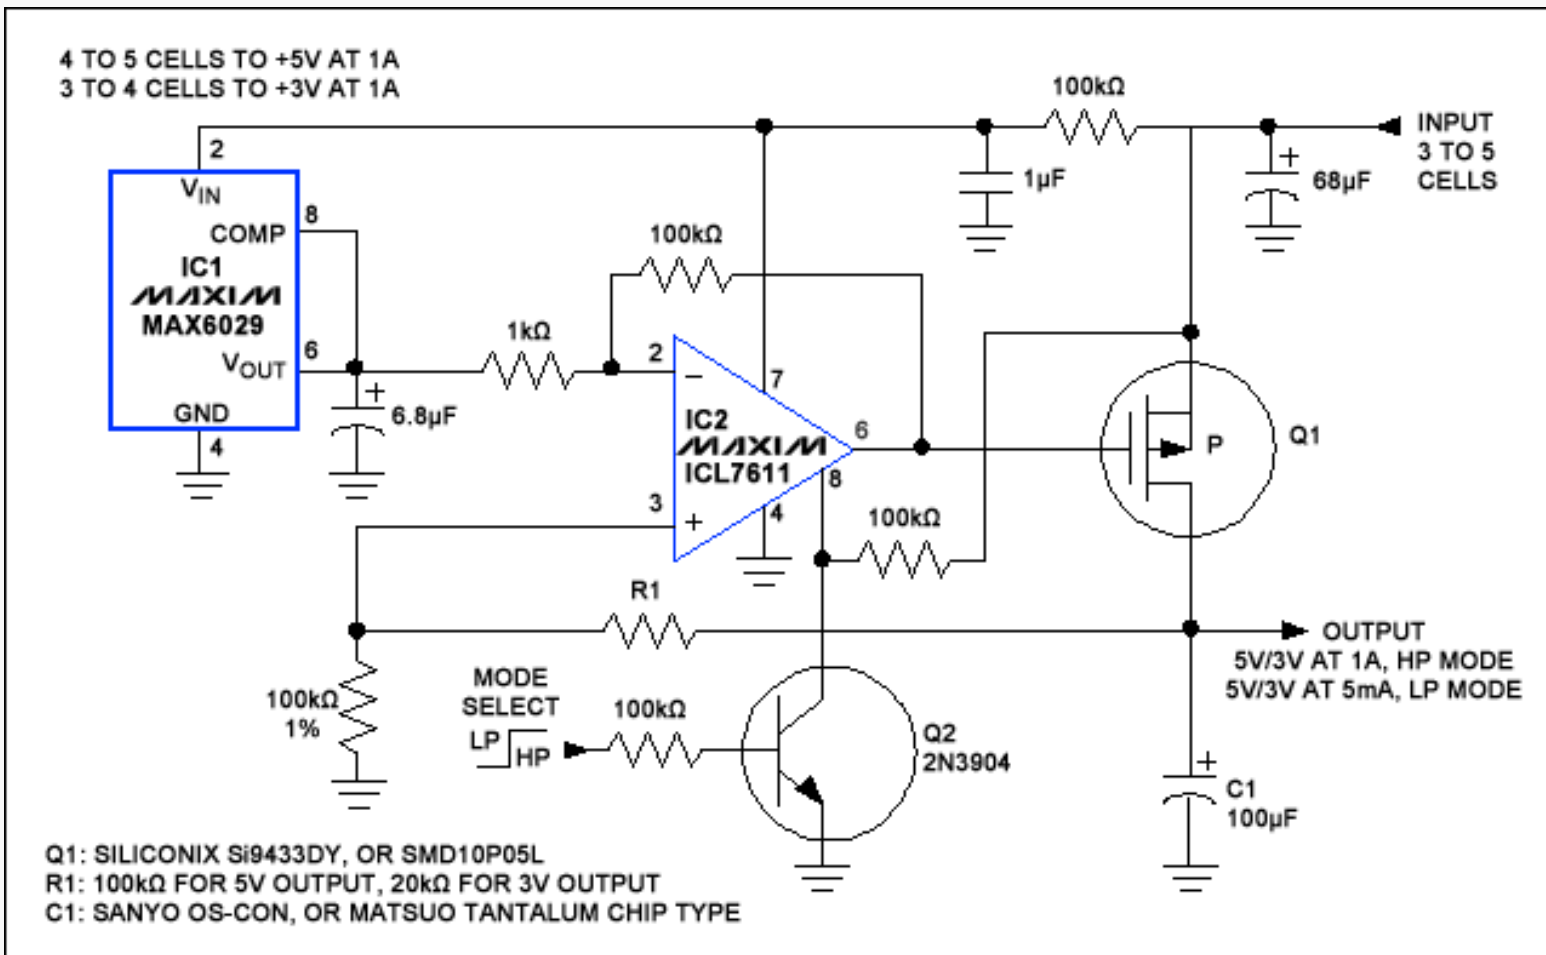 4 TO 5 CELLS TO +5V AT 1A
3 TO 4 CELLS TO +3V AT 1A
100kΩ
INPUT
3 TO 5
CELLS
2
VIN
8
COMP
1µF
+
68µF
100kΩ
IC1
MAXIM
MAX6029
6
VOUT
1kΩ
2
−
7
GND
4
+
6.8µF
IC2
MAXIM
ICL7611
6
8
P
Q1
3
+
4
100kΩ
R1
OUTPUT
5V/3V AT 1A, HP MODE
5V/3V AT 5mA, LP MODE
100kΩ
1%
MODE
SELECT
LP
HP
100kΩ
Q2
2N3904
+
C1
100µF
Q1: SILICONIX Si9433DY, OR SMD10P05L
R1: 100kΩ FOR 5V OUTPUT, 20kΩ FOR 3V OUTPUT
C1: SANYO OS-CON, OR MATSUO TANTALUM CHIP TYPE